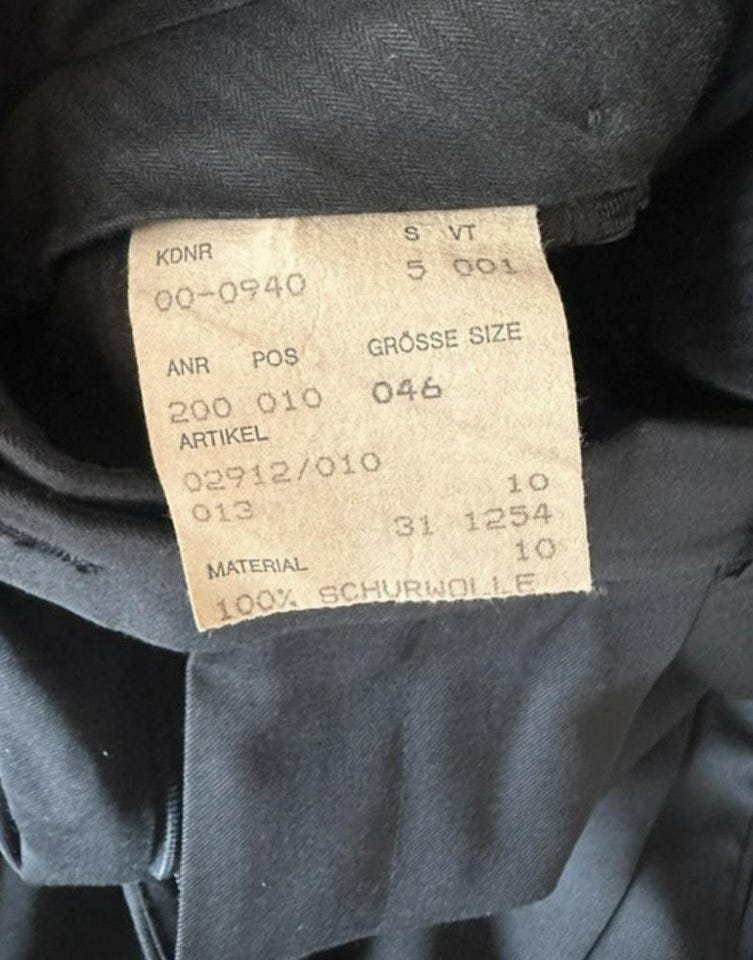 KDNR S VT
00-0940 5 001
ANR POS GRÖSSE SIZE
200 010 046
ARTIKEL
02912/010
013 10
31 1254
MATERIAL 10
100% SCHURWOLLE